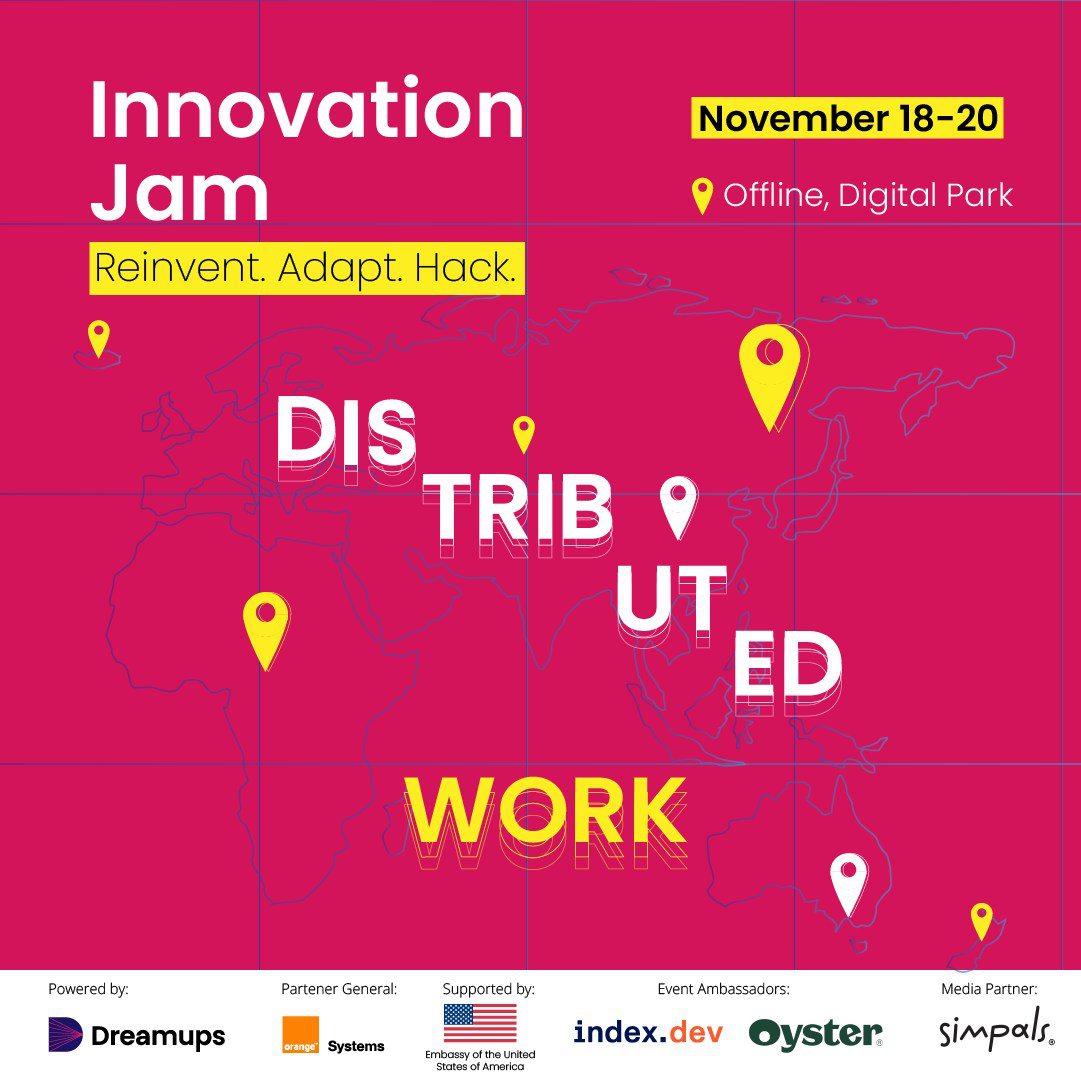 Innovation
Jam
Reinvent. Adapt. Hack.
November 18-20
Offline, Digital Park
DIS
TRIB
UT
ED
WORK
Powered by:
Dreamups
Partener General:
orange™
Systems
Supported by:
Embassy of the United
States of America
Event Ambassadors:
index.dev
Oyster®
Media Partner:
simpals®